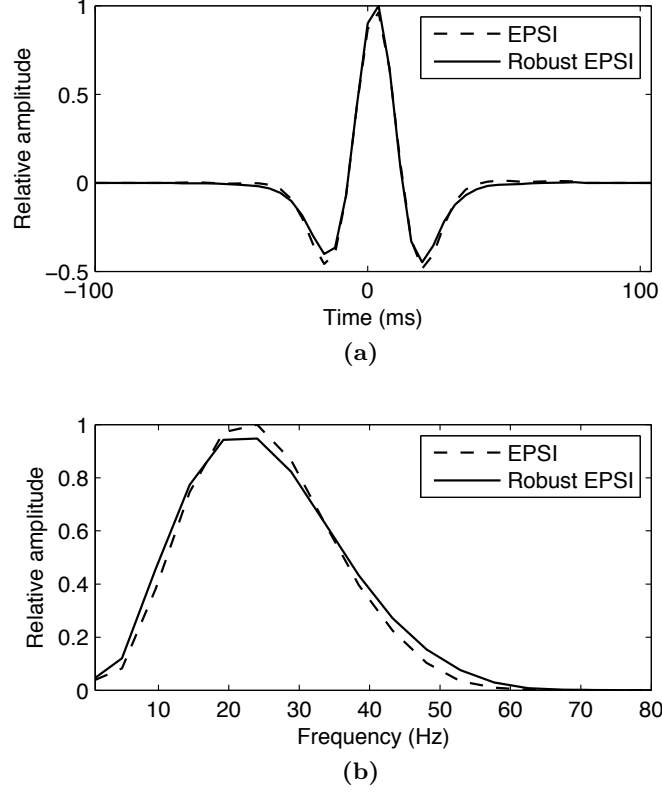 1
0.5
0
−0.5
Relative amplitude
EPSI
Robust EPSI
−100
0
100
Time (ms)
(a)
1
0.8
0.6
0.4
0.2
0
Relative amplitude
EPSI
Robust EPSI
10
20
30
40
50
60
70
80
Frequency (Hz)
(b)